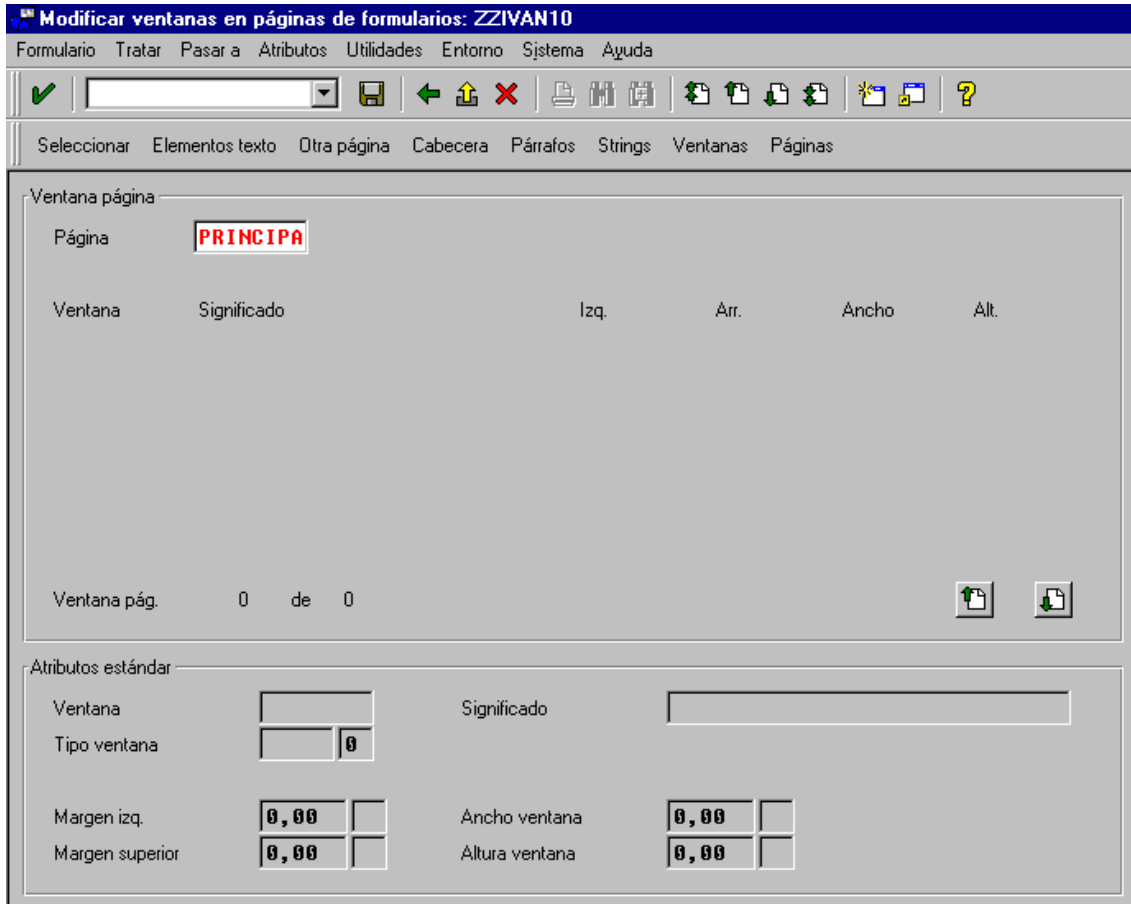 Modificar ventanas en páginas de formularios: ZZIVAN10
Formulario Tratar Pasar a Atributos Utilidades Entorno Sistema Ayuda
Seleccionar Elementos texto Otra página Cabecera Párrafos Strings Ventanas Páginas
Ventana página
Página PRINCIPA
Ventana Significado Izq. Arr. Ancho Alt.
Ventana pág. 0 de 0
Atributos estándar
Ventana Significado
Tipo ventana 0
Margen izq. 0,00 Ancho ventana 0,00
Margen superior 0,00 Altura ventana 0,00